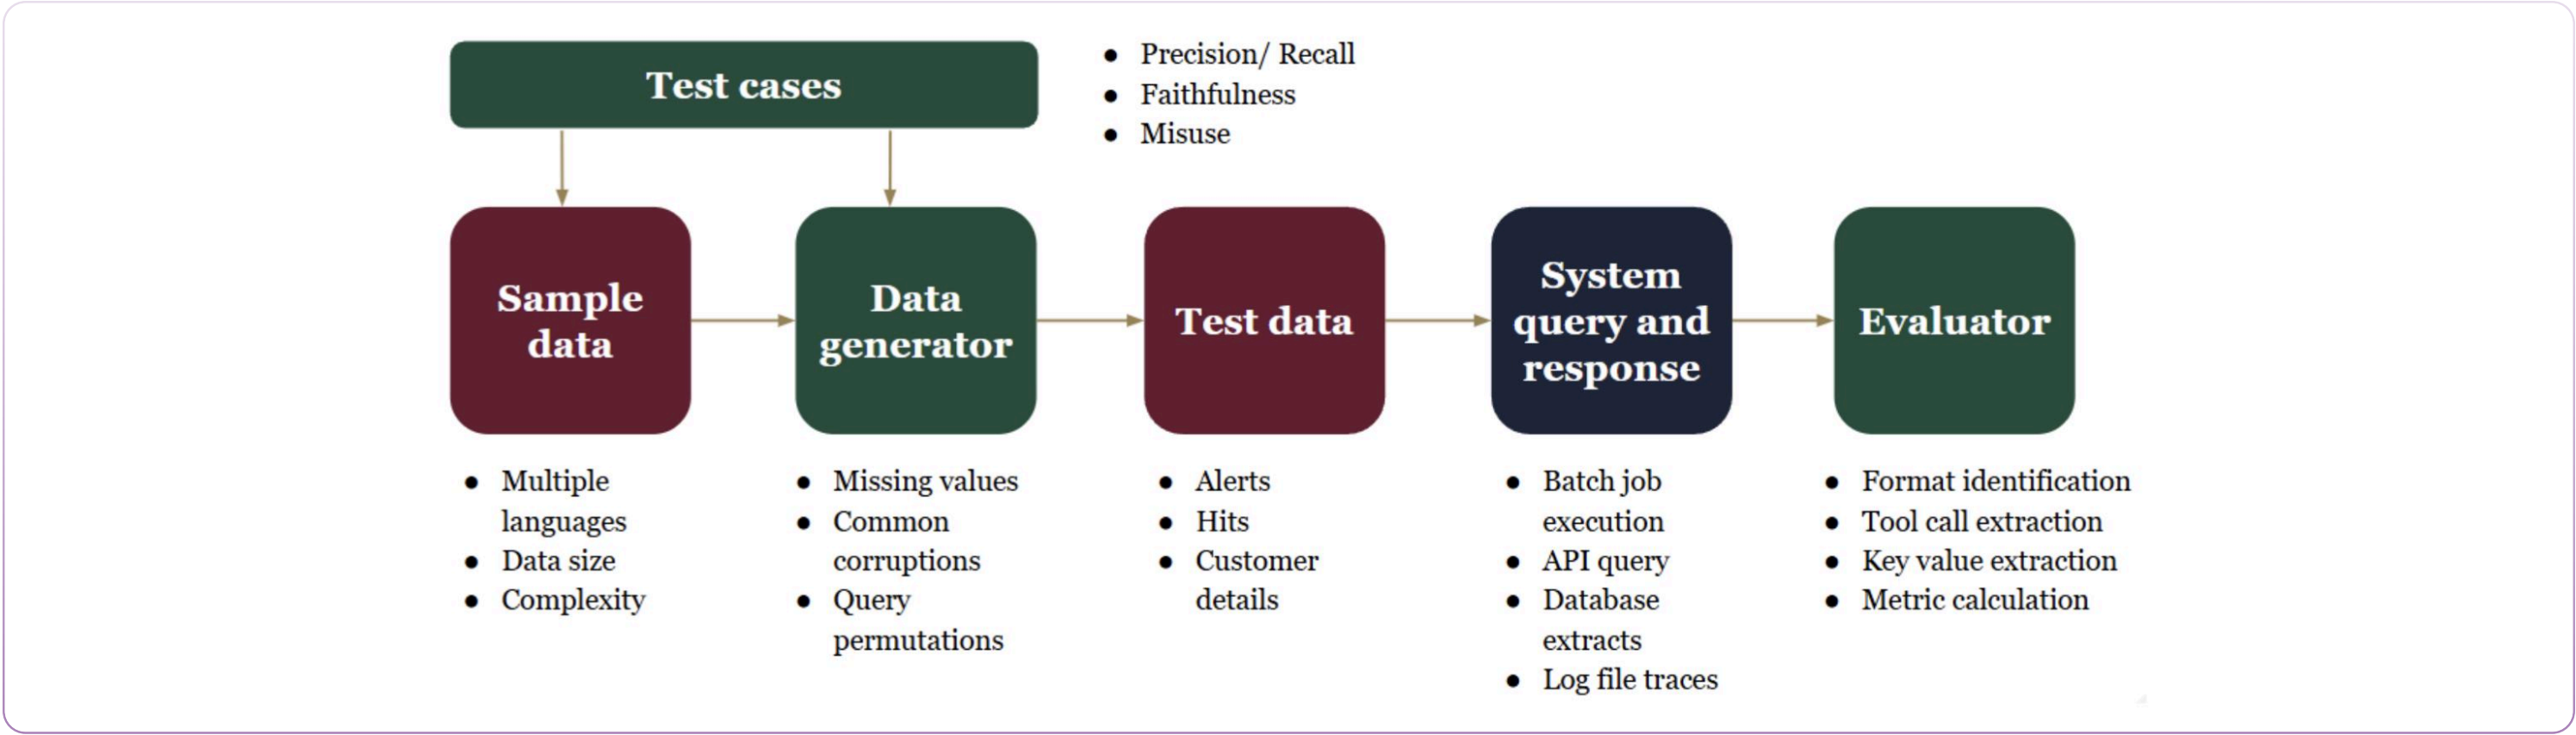 Test cases
● Precision/ Recall
● Faithfulness
● Misuse
Sample
data
Data
generator
Test data
System
query and
response
Evaluator
● Multiple
languages
● Data size
● Complexity
● Missing values
● Common
corruptions
● Query
permutations
● Alerts
● Hits
● Customer
details
● Batch job
execution
● API query
● Database
extracts
● Log file traces
● Format identification
● Tool call extraction
● Key value extraction
● Metric calculation